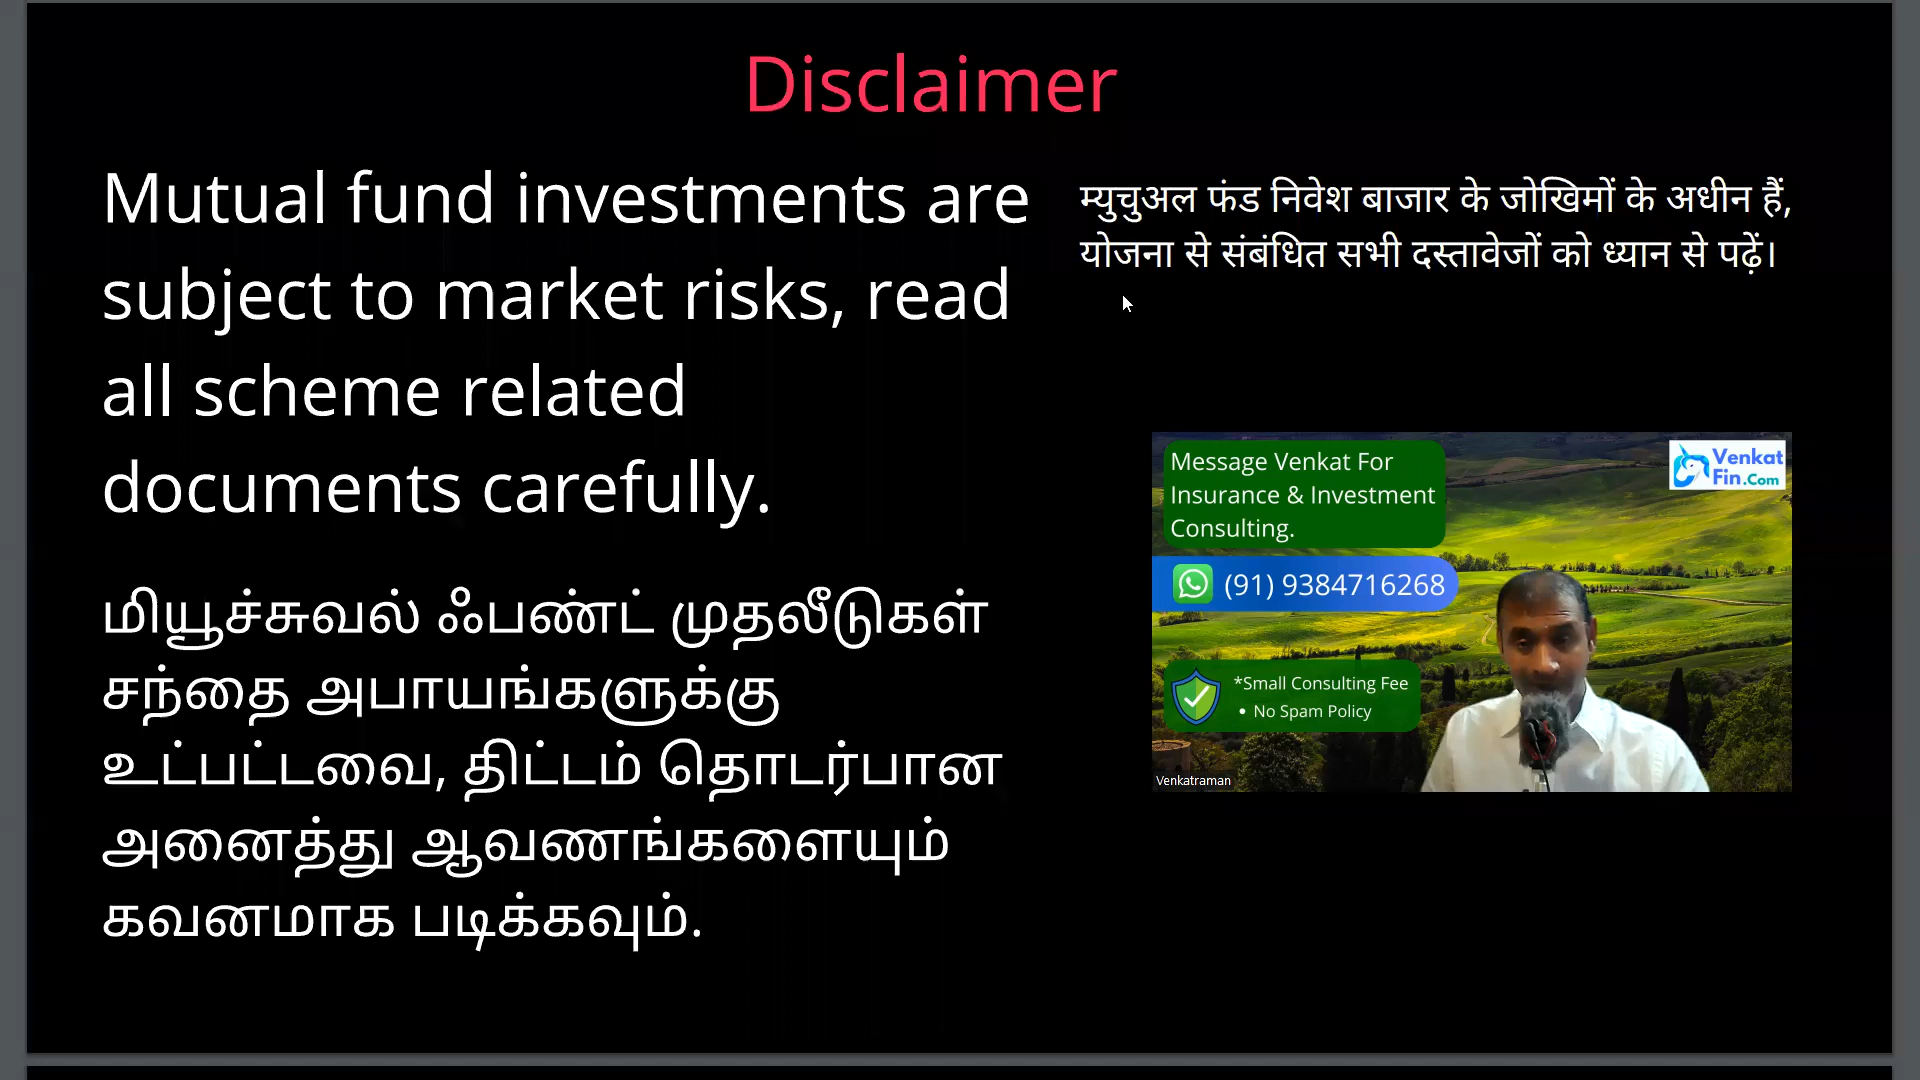 Disclaimer
Mutual fund investments are
subject to market risks, read
all scheme related
documents carefully.
மியூச்சுவல் ஃபண்ட் முதலீடுகள்
சந்தை அபாயங்களுக்கு
உட்பட்டவை, திட்டம் தொடர்பான
அனைத்து ஆவணங்களையும்
கவனமாக படிக்கவும்.
म्युचुअल फंड निवेश बाजार के जोखिमों के अधीन हैं,
योजना से संबंधित सभी दस्तावेजों को ध्यान से पढ़ें।
Message Venkat For
Insurance & Investment
Consulting.
Venkat
Fin.Com
(91) 9384716268
*Small Consulting Fee
• No Spam Policy
Venkatraman